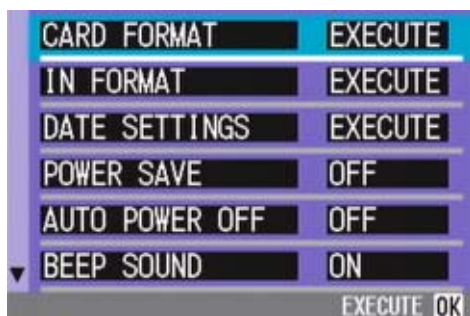 CARD FORMAT EXECUTE
IN FORMAT EXECUTE
DATE SETTINGS EXECUTE
POWER SAVE OFF
AUTO POWER OFF OFF
BEEP SOUND ON
EXECUTE OK